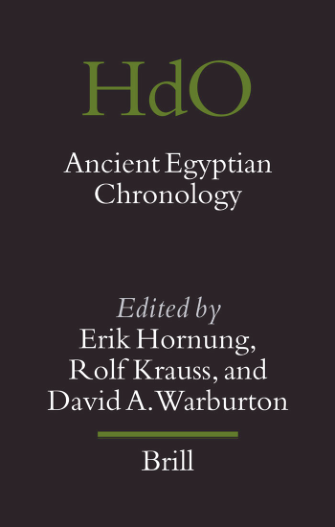 HdO
Ancient Egyptian
Chronology
Edited by
Erik Hornung,
Rolf Krauss, and
David A. Warburton
Brill